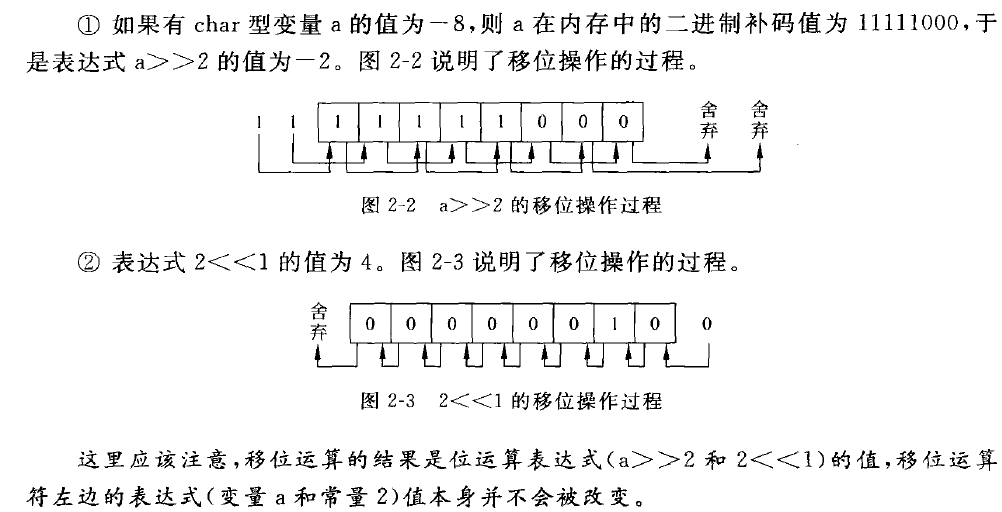 ① 如果有 char 型变量 a 的值为－8,则 a 在内存中的二进制补码值为 11111000,于
是表达式 a>>2 的值为－2。图 2-2 说明了移位操作的过程。
1 1 1 1 1 1 1 0 0 0 舍弃 舍弃
图 2-2 a>>2 的移位操作过程
② 表达式 2<<1 的值为 4。图 2-3 说明了移位操作的过程。
舍弃 0 0 0 0 0 0 1 0 0
图 2-3 2<<1 的移位操作过程
这里应该注意,移位运算的结果是位运算表达式(a>>2 和 2<<1)的值,移位运算
符左边的表达式(变量 a 和常量 2)值本身并不会被改变。